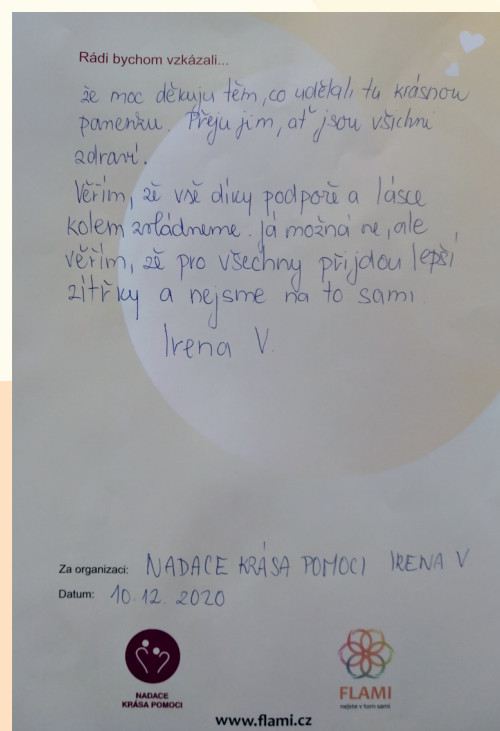 Rádi bychom vzkázali...
že moc děkuju těm, co udělali tu krásnou
panenku. Přeju jim, ať jsou všichni
zdraví.
Věřím, že vše díky podpoře a lásce
kolem zvládneme. Já možná ne, ale
věřím, že pro všechny přijdou lepší
zítřky a nejsme na to sami.
Irena V.
Za organizaci: NADACE KRÁSA POMOCI IRENA V
Datum: 10.12. 2020
NADACE
KRÁSA POMOCI
FLAMI
nejste v tom sami
www.flami.cz